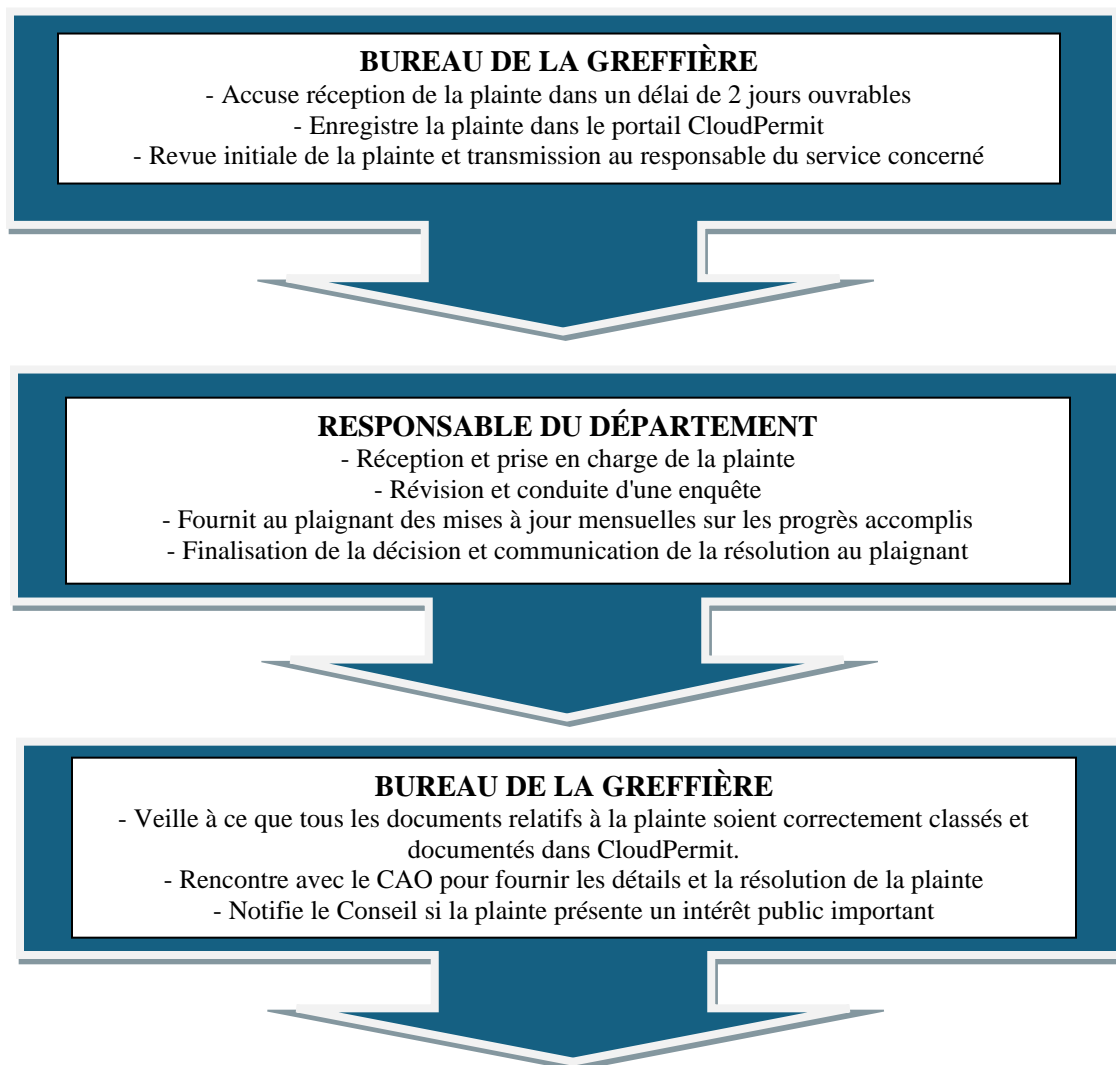 BUREAU DE LA GREFFIÈRE
- Accuse réception de la plainte dans un délai de 2 jours ouvrables
- Enregistre la plainte dans le portail CloudPermit
- Revue initiale de la plainte et transmission au responsable du service concerné
RESPONSABLE DU DÉPARTEMENT
- Réception et prise en charge de la plainte
- Révision et conduite d'une enquête
- Fournit au plaignant des mises à jour mensuelles sur les progrès accomplis
- Finalisation de la décision et communication de la résolution au plaignant
BUREAU DE LA GREFFIÈRE
- Veille à ce que tous les documents relatifs à la plainte soient correctement classés et
documentés dans CloudPermit.
- Rencontre avec le CAO pour fournir les détails et la résolution de la plainte
- Notifie le Conseil si la plainte présente un intérêt public important